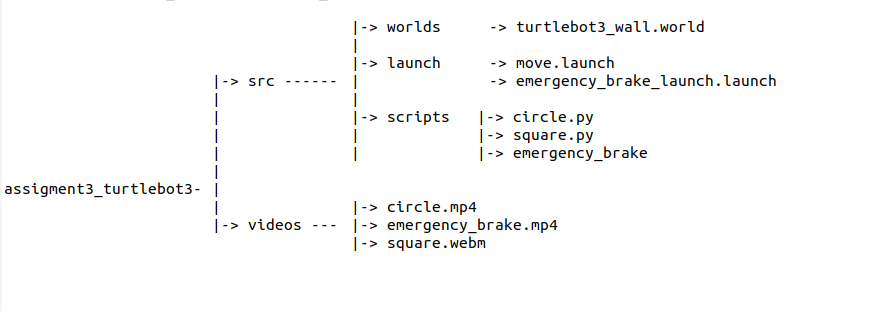 |-> worlds -> turtlebot3_wall.world
|
|-> launch -> move.launch
|-> src ------ | -> emergency_brake_launch.launch
| |
| |-> scripts |-> circle.py
| | |-> square.py
| | |-> emergency_brake
|
assigment3_turtlebot3- |
| |-> circle.mp4
|-> videos --- |-> emergency_brake.mp4
|-> square.webm